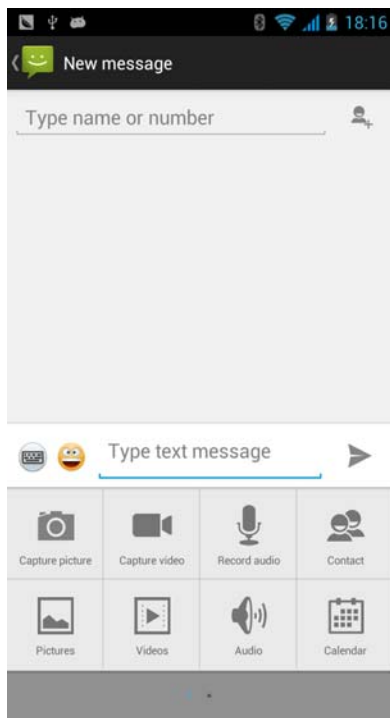 18:16
New message
Type name or number
Type text message
Capture picture
Capture video
Record audio
Contact
Pictures
Videos
Audio
Calendar